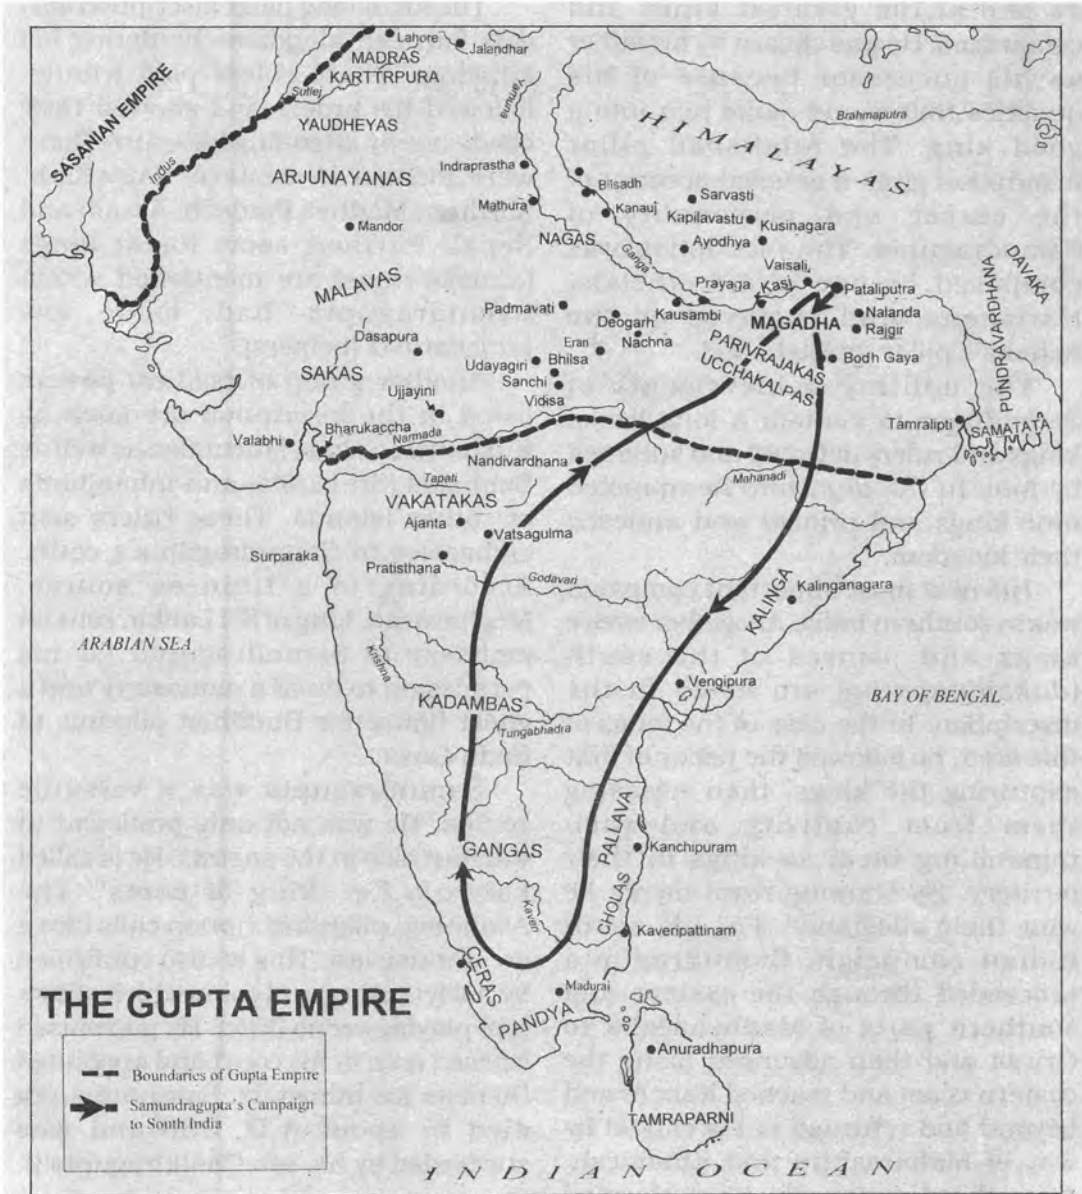 Lahore
Jalendhar
MADRAS
KARTTRPURA
Sutlej
SASANIAN EMPIRE
YAUDHEYAS
Yamuna
HIMALAYAS
Brahmaputra
Indus
ARJUNAYANAS
Indraprastha
Bilsadh
Sarvasti
Mathura
Kanauj
Kapilavastu
Kusinagara
Mandor
NAGAS
Ayodhya
Ganga
Vaisali
DAVAKA
MALAVAS
Prayaga
Kasi
Pataliputra
PUNDRAVARDHANA
Padmavati
Kausambi
MAGADHA
Nalanda
Deogarh
Rajgir
Nachna
PARIVRAJAKAS
Dasapura
Eran
UCCHAKALPAS
Bodh Gaya
Udayagiri
Bhilsa
SAKAS
Sanchi
Ujjayini
Vidisa
Tamralipti
SAMATATA
Bharukaccha
Valabhi
Narmada
Nandivardhana
Mahanadi
Tapati
VAKATAKAS
Ajanta
Vatsagulma
Surparaka
Pratisthana
Godavari
KALINGA
Kalinganagara
ARABIAN SEA
Krishna
Vengipura
KADAMBAS
BAY OF BENGAL
Tungabhadra
PALLAVA
GANGAS
Kanchipuram
Kaveri
CHOLAS
Kaveripattinam
CERAS
THE GUPTA EMPIRE
Madurai
PANDYA
Anuradhapura
Boundaries of Gupta Empire
Samundragupta's Campaign
to South India
TAMRAPARNI
INDIAN OCEAN